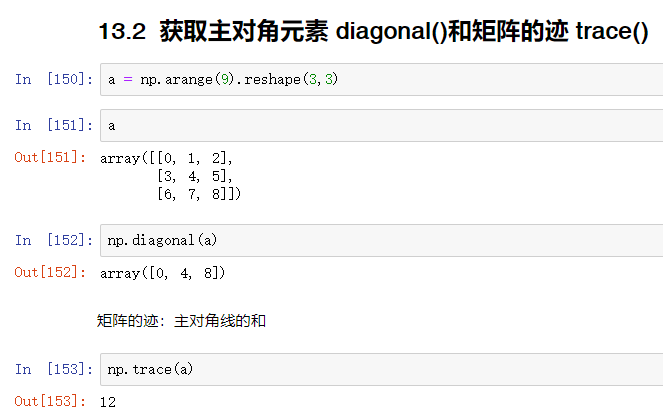 13.2 获取主对角元素 diagonal()和矩阵的迹 trace()
In [150]: a = np.arange(9).reshape(3,3)
In [151]: a
Out[151]: array([[0, 1, 2],
[3, 4, 5],
[6, 7, 8]])
In [152]: np.diagonal(a)
Out[152]: array([0, 4, 8])
矩阵的迹：主对角线的和
In [153]: np.trace(a)
Out[153]: 12